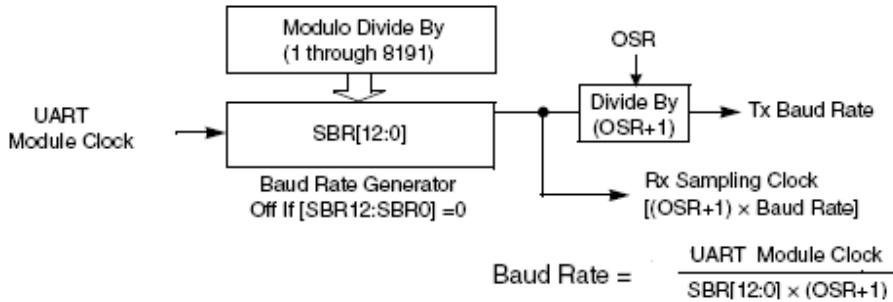 Modulo Divide By
(1 through 8191)
OSR
UART
Module Clock
SBR[12:0]
Divide By
(OSR+1)
Tx Baud Rate
Baud Rate Generator
Off If [SBR12:SBR0] =0
Rx Sampling Clock
[(OSR+1) × Baud Rate]
Baud Rate =
UART Module Clock
SBR[12:0] × (OSR+1)